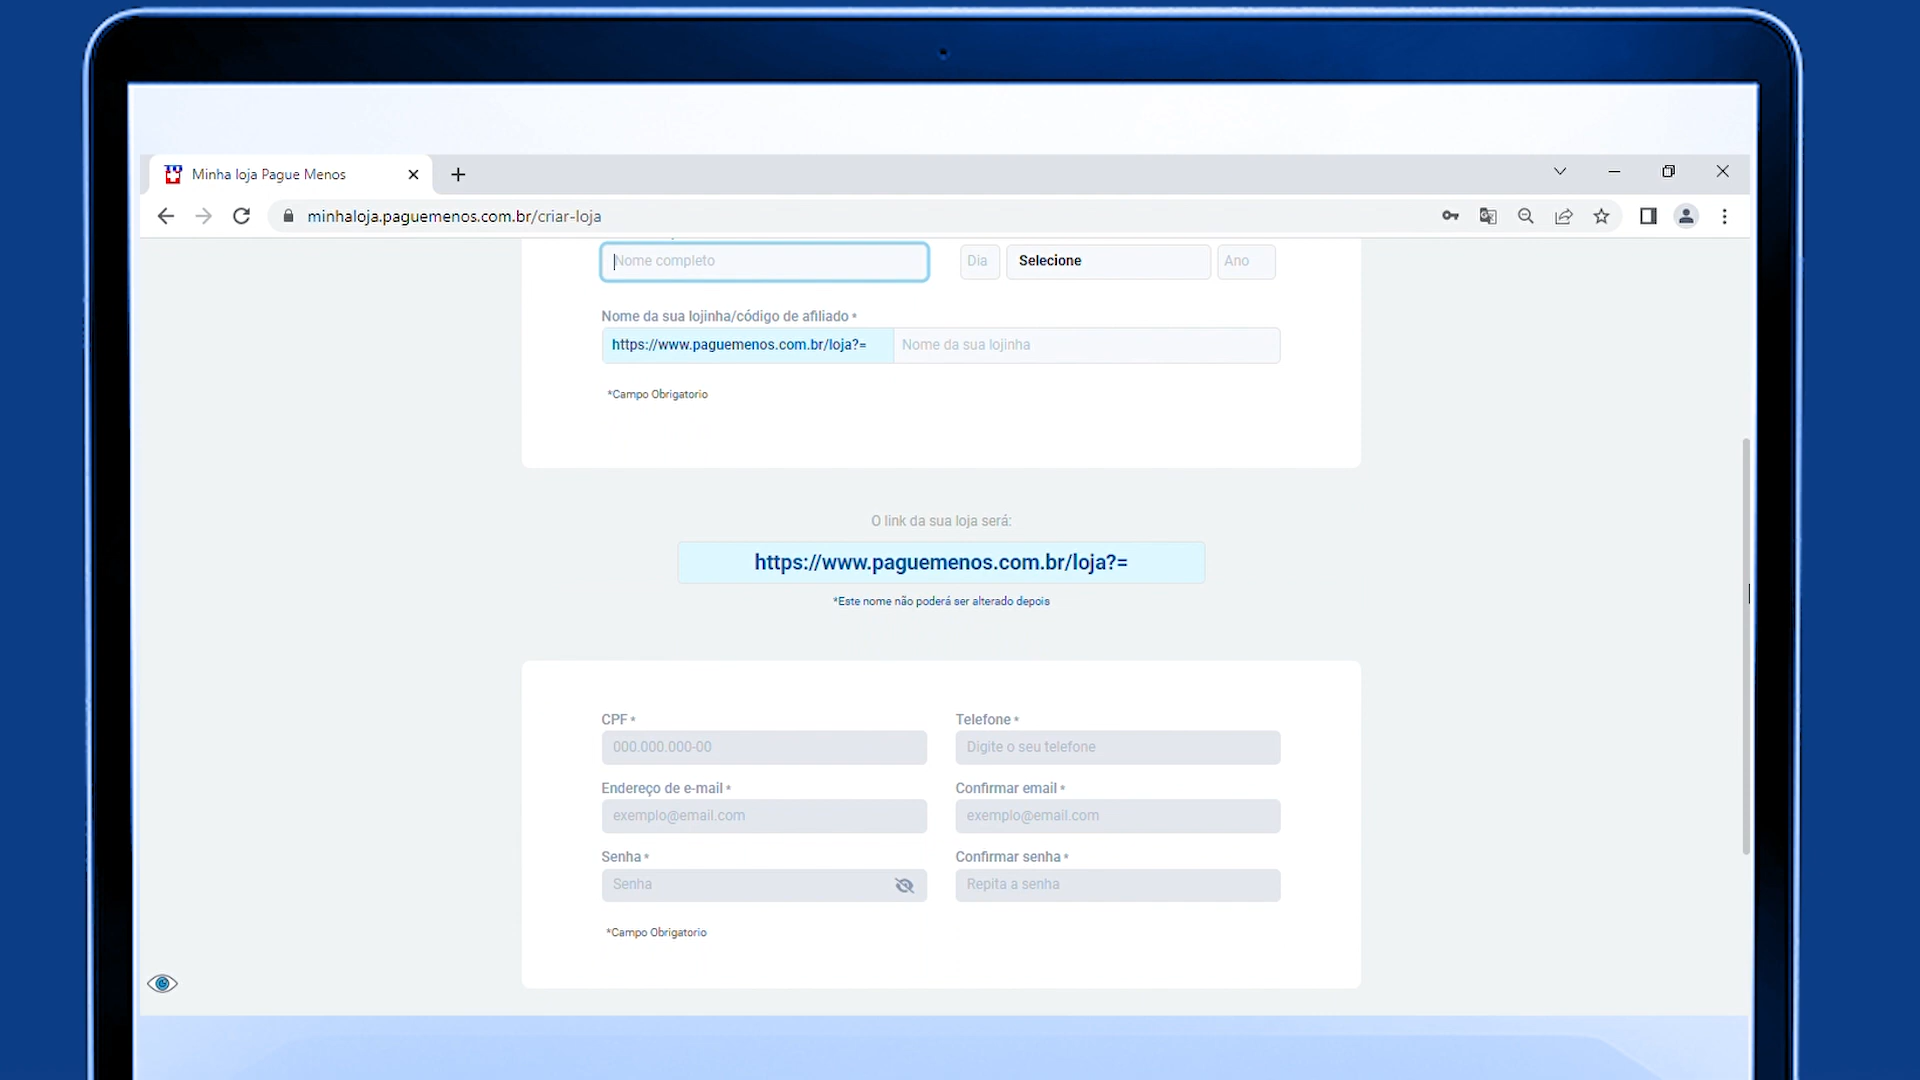 Minha loja Pague Menos
minhaloja.paguemenos.com.br/criar-loja
Nome completo Dia Selecione Ano
Nome da sua lojinha/código de afiliado *
https://www.paguemenos.com.br/loja?= Nome da sua lojinha
*Campo Obrigatorio
O link da sua loja será:
https://www.paguemenos.com.br/loja?=
*Este nome não poderá ser alterado depois
CPF * Telefone *
000.000.000-00 Digite o seu telefone
Endereço de e-mail * Confirmar email *
exemplo@email.com exemplo@email.com
Senha * Confirmar senha *
Senha Repita a senha
*Campo Obrigatorio